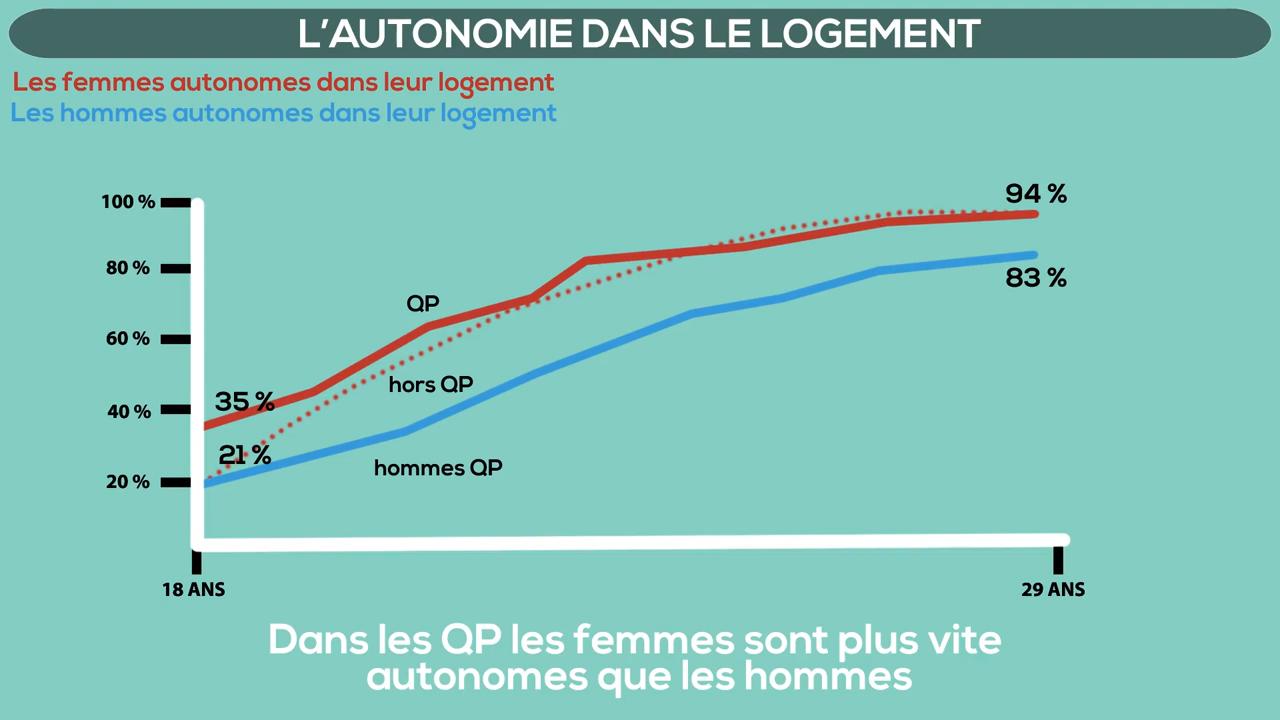 L'AUTONOMIE DANS LE LOGEMENT
Les femmes autonomes dans leur logement
Les hommes autonomes dans leur logement
94 %
100 %
80 %
83 %
QP
60 %
hors QP
35 %
40 %
21 %
hommes QP
20 %
18 ANS
29 ANS
Dans les QP les femmes sont plus vite
autonomes que les hommes